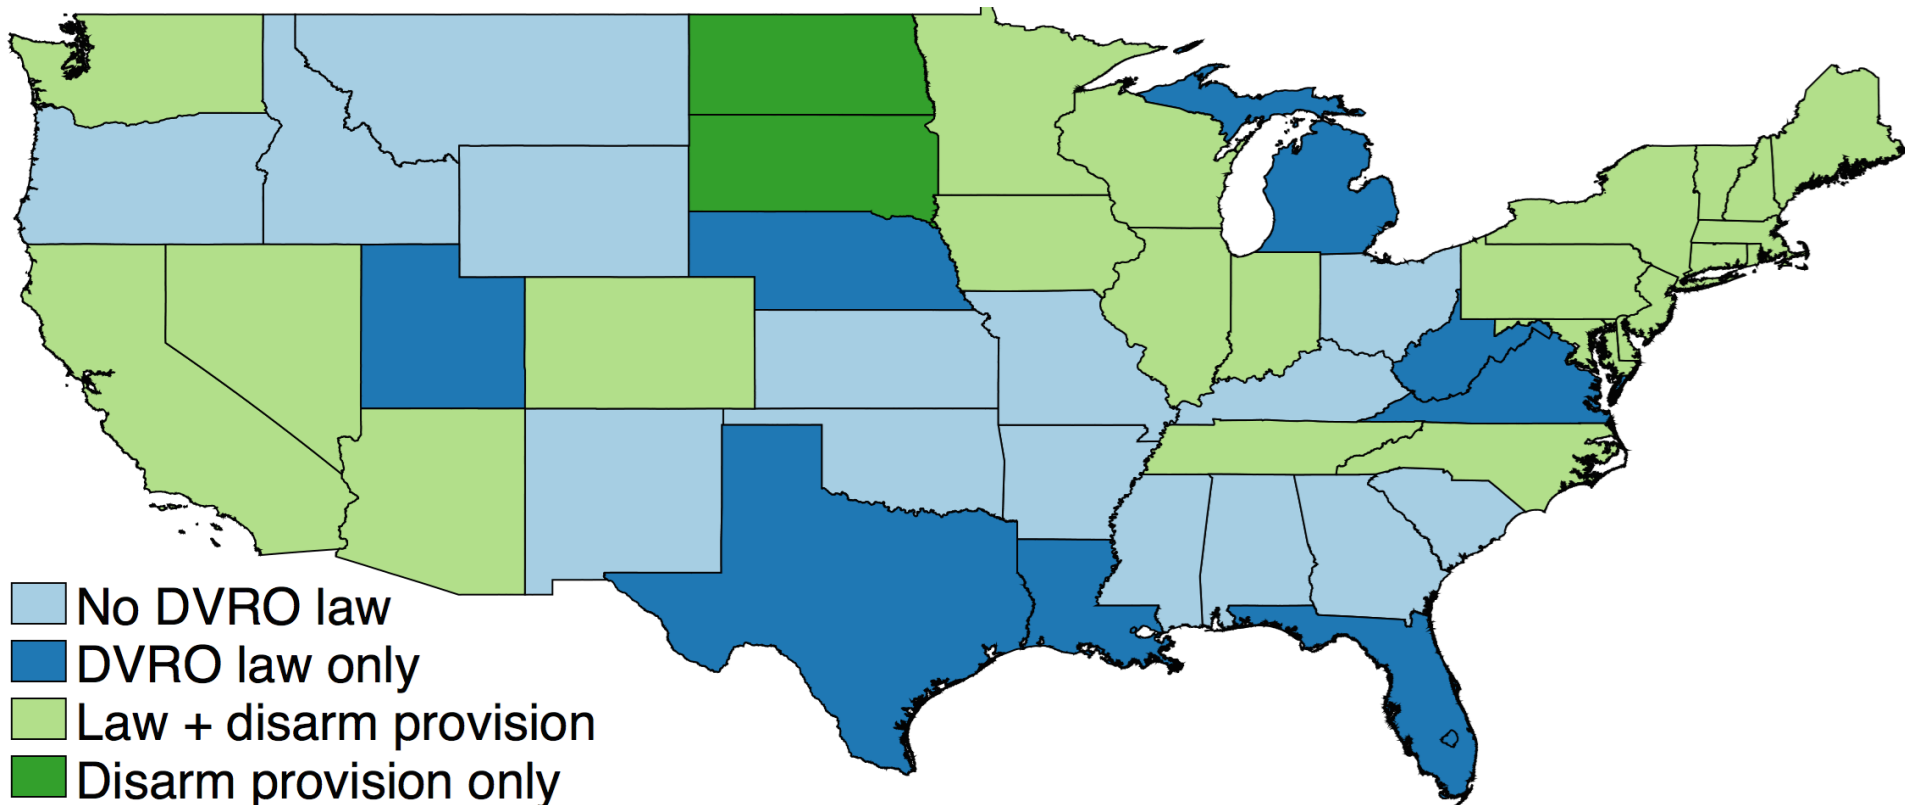 No DVRO law
DVRO law only
Law + disarm provision
Disarm provision only